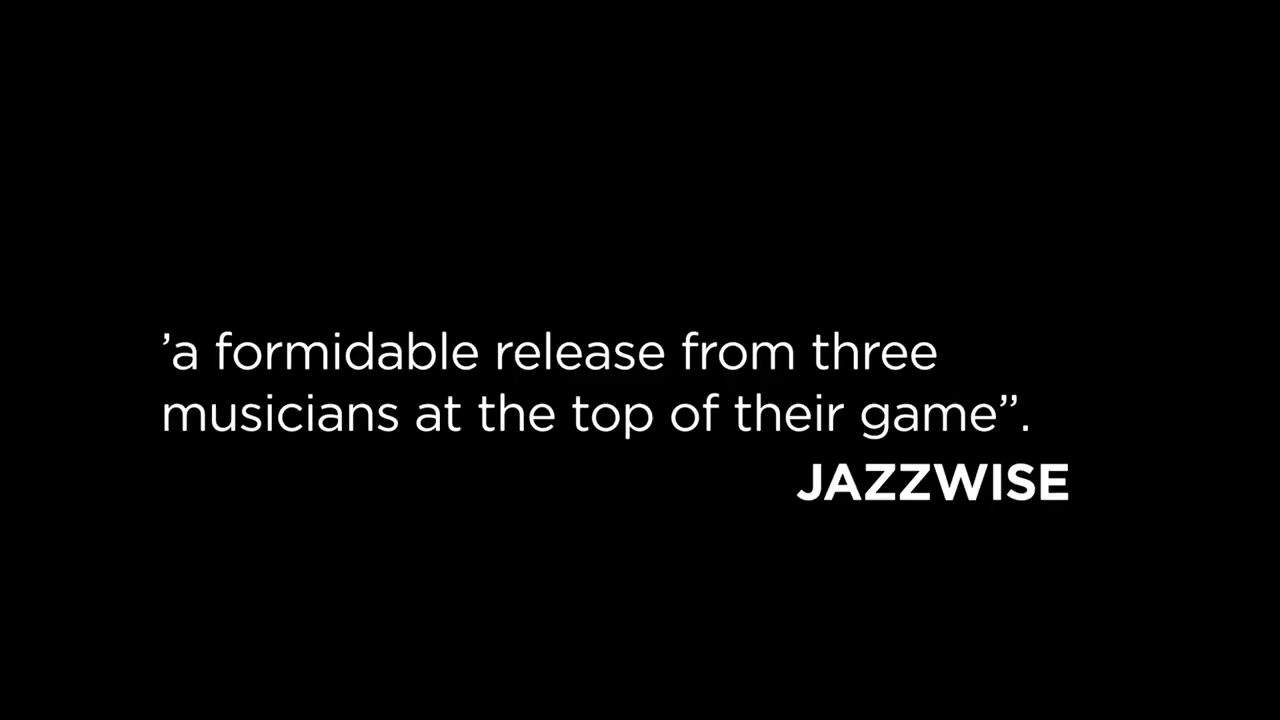 ’a formidable release from three
musicians at the top of their game”.
JAZZWISE